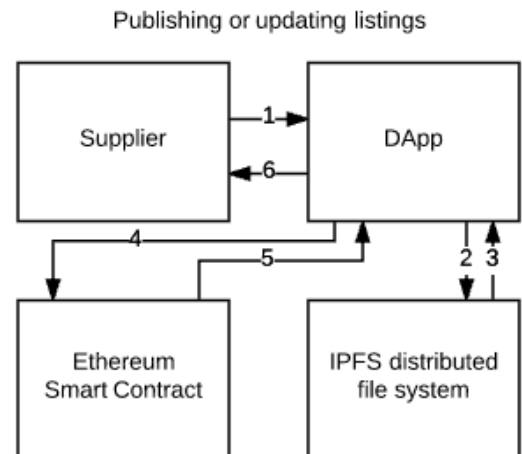 Publishing or updating listings
Supplier
1
DApp
6
4
5
2
3
Ethereum
Smart Contract
IPFS distributed
file system